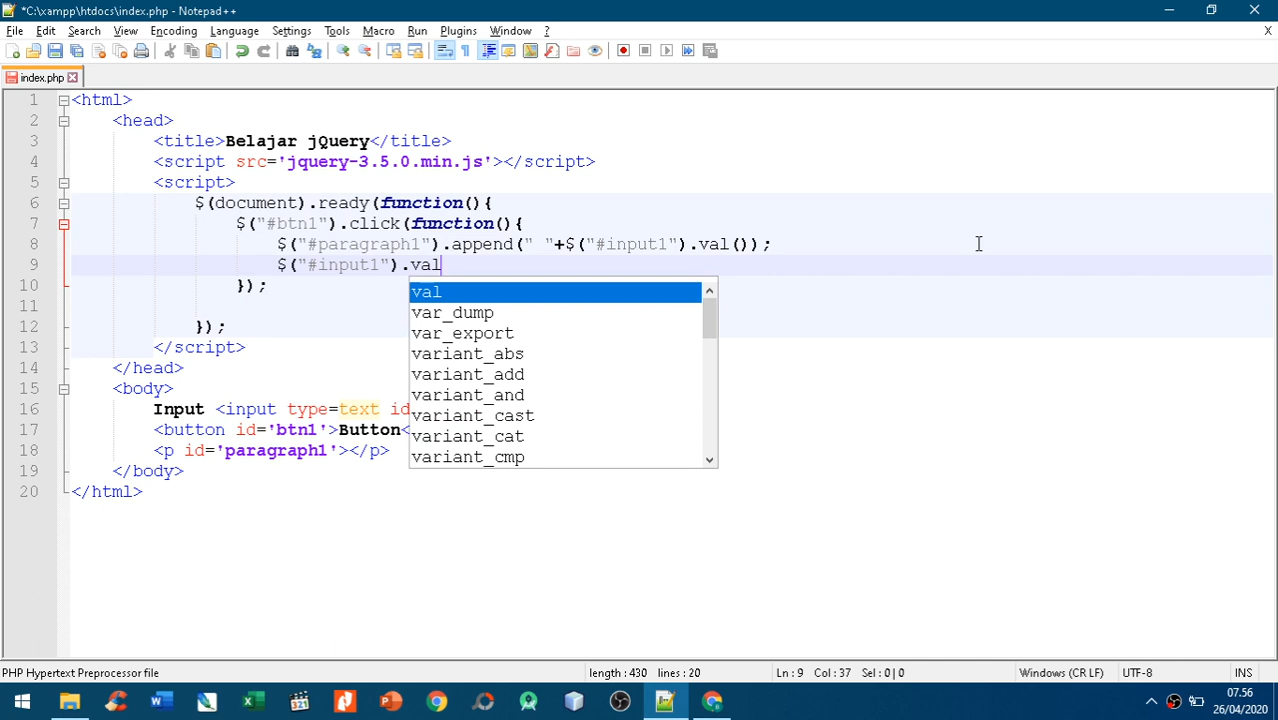 *C:\xampp\htdocs\index.php - Notepad++
File Edit Search View Encoding Language Settings Tools Macro Run Plugins Window ? X
index.php
1 <html>
2 <head>
3 <title>Belajar jQuery</title>
4 <script src='jquery-3.5.0.min.js'></script>
5 <script>
6 $(document).ready(function(){
7 $("#btn1").click(function(){
8 $("#paragraph1").append(" "+$("#input1").val());
9 $("#input1").val
10 });
11
12 });
13 </script>
14 </head>
15 <body>
16 Input <input type=text id
17 <button id='btn1'>Button<
18 <p id='paragraph1'></p>
19 </body>
20 </html>
val
var_dump
var_export
variant_abs
variant_add
variant_and
variant_cast
variant_cat
variant_cmp
PHP Hypertext Preprocessor file length : 430 lines : 20 Ln : 9 Col : 37 Sel : 0 | 0 Windows (CR LF) UTF-8 INS
07.56
26/04/2020